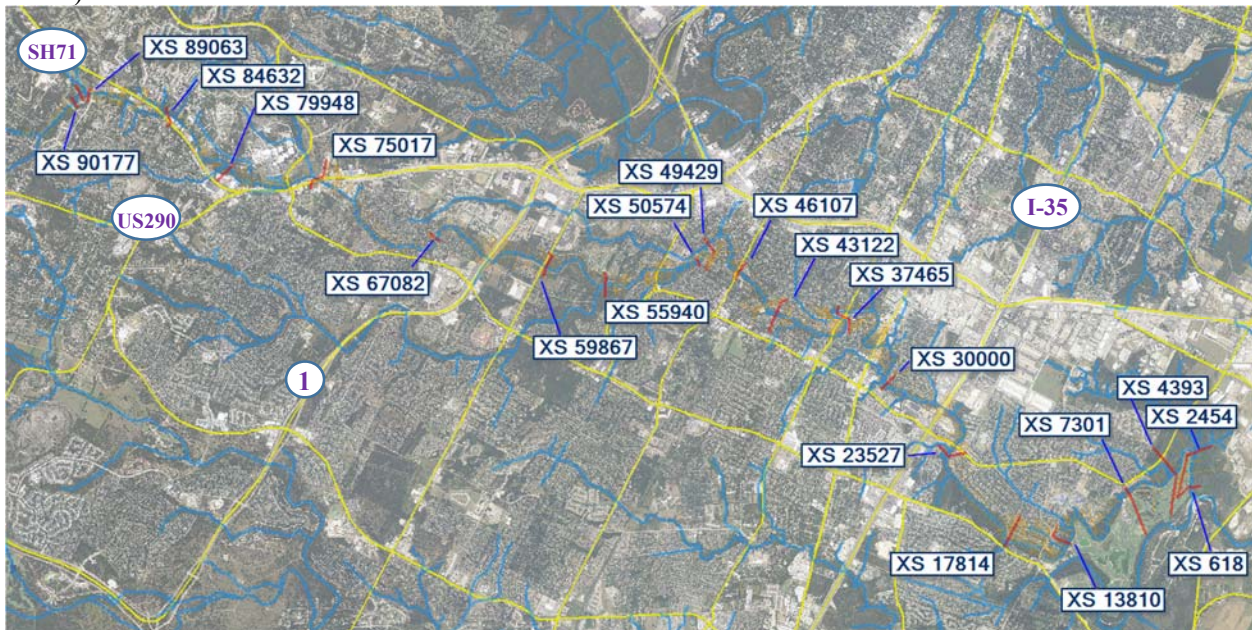 SH71
XS 89063
XS 84632
XS 79948
XS 90177
XS 75017
XS 49429
XS 50574
XS 46107
I-35
US290
XS 43122
XS 37465
XS 67082
XS 55940
XS 59867
XS 30000
1
XS 4393
XS 2454
XS 7301
XS 23527
XS 17814
XS 618
XS 13810